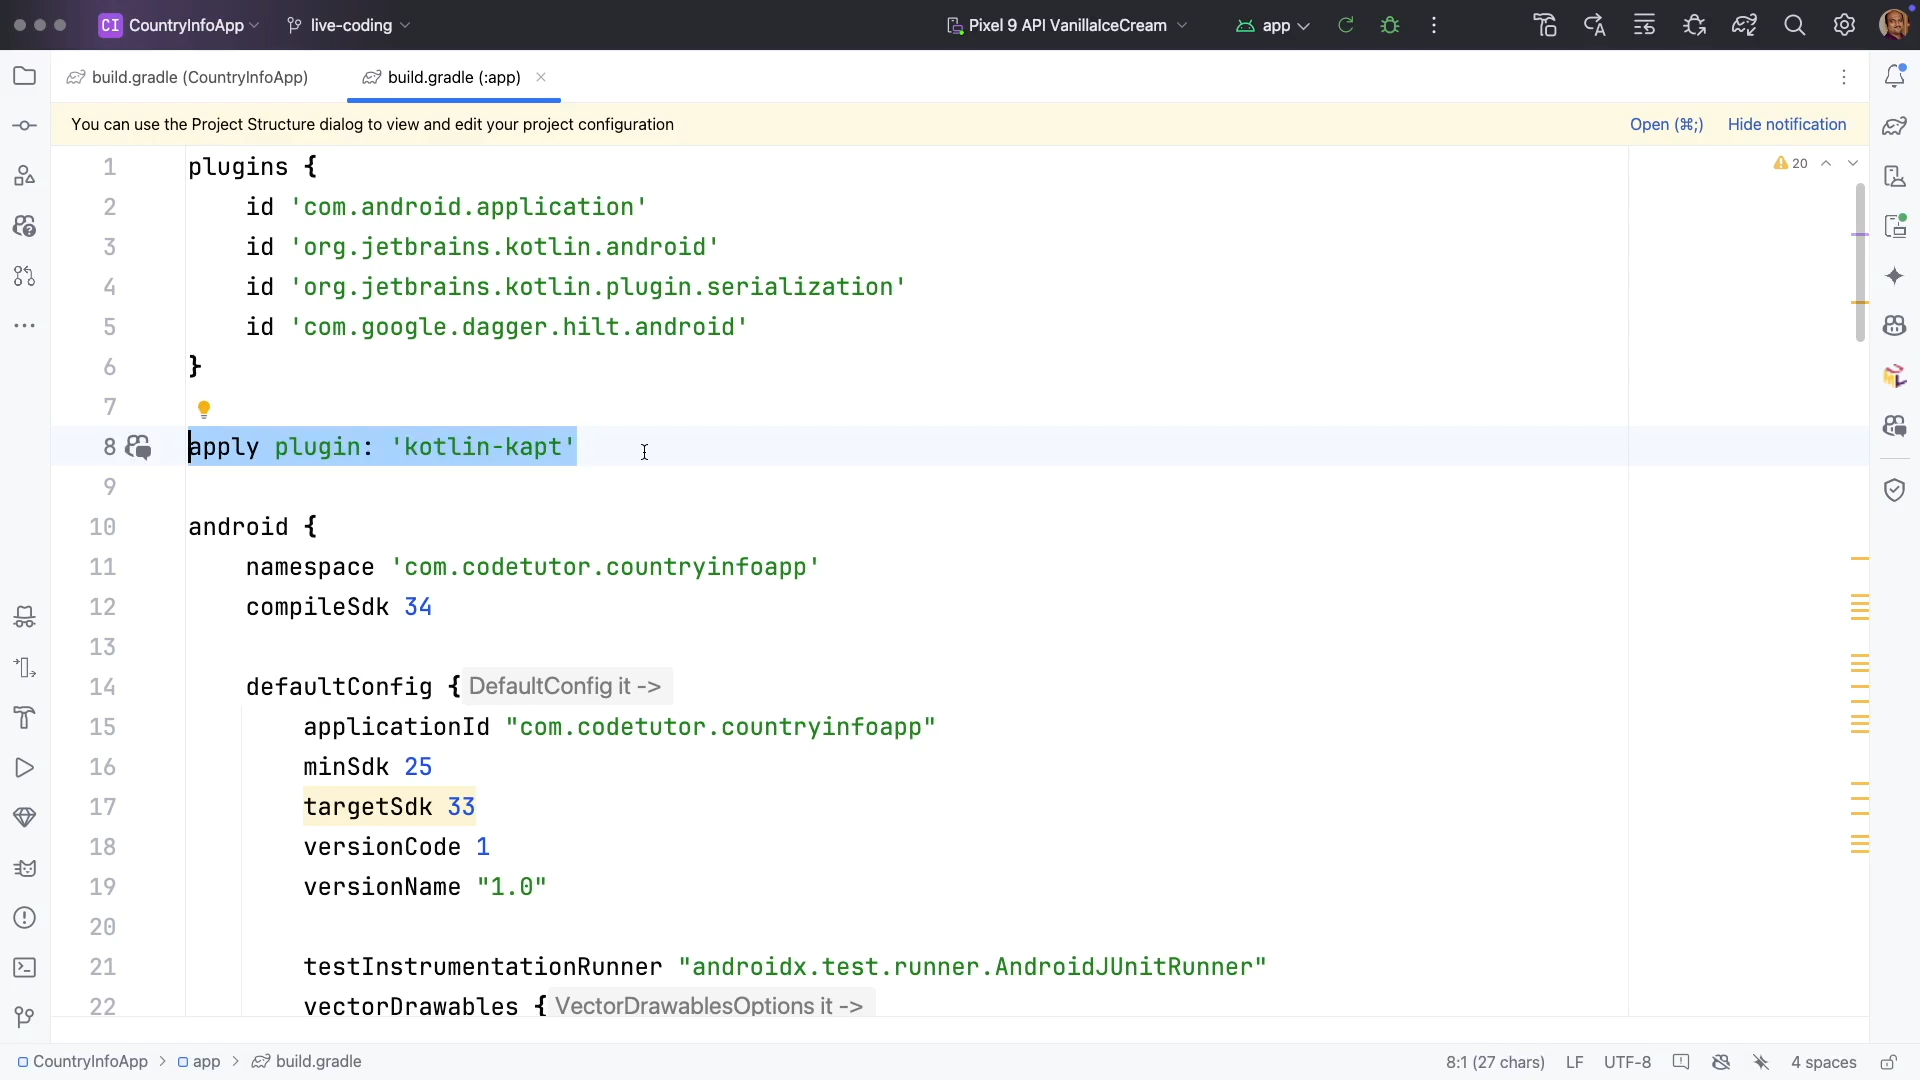 CI CountryInfoApp live-coding Pixel 9 API VanillaIceCream app
build.gradle (CountryInfoApp) build.gradle (:app)
You can use the Project Structure dialog to view and edit your project configuration Open (⌘;) Hide notification
1 plugins {
20
2 id 'com.android.application'
3 id 'org.jetbrains.kotlin.android'
4 id 'org.jetbrains.kotlin.plugin.serialization'
5 id 'com.google.dagger.hilt.android'
6 }
7
8 apply plugin: 'kotlin-kapt'
9
10 android {
11 namespace 'com.codetutor.countryinfoapp'
12 compileSdk 34
13
14 defaultConfig { DefaultConfig it ->
15 applicationId "com.codetutor.countryinfoapp"
16 minSdk 25
17 targetSdk 33
18 versionCode 1
19 versionName "1.0"
20
21 testInstrumentationRunner "androidx.test.runner.AndroidJUnitRunner"
22 vectorDrawables { VectorDrawablesOptions it ->
CountryInfoApp > app > build.gradle 8:1 (27 chars) LF UTF-8 4 spaces